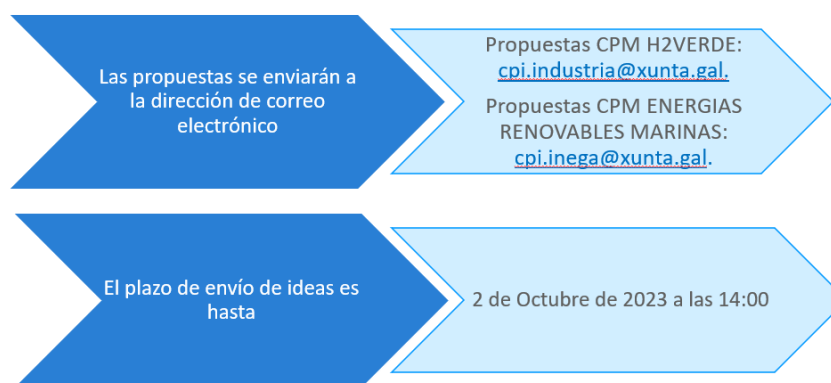 Las propuestas se enviarán a
la dirección de correo
electrónico
Propuestas CPM H2VERDE:
cpi.industria@xunta.gal.
Propuestas CPM ENERGIAS
RENOVABLES MARINAS:
cpi.inega@xunta.gal.
El plazo de envío de ideas es
hasta
2 de Octubre de 2023 a las 14:00